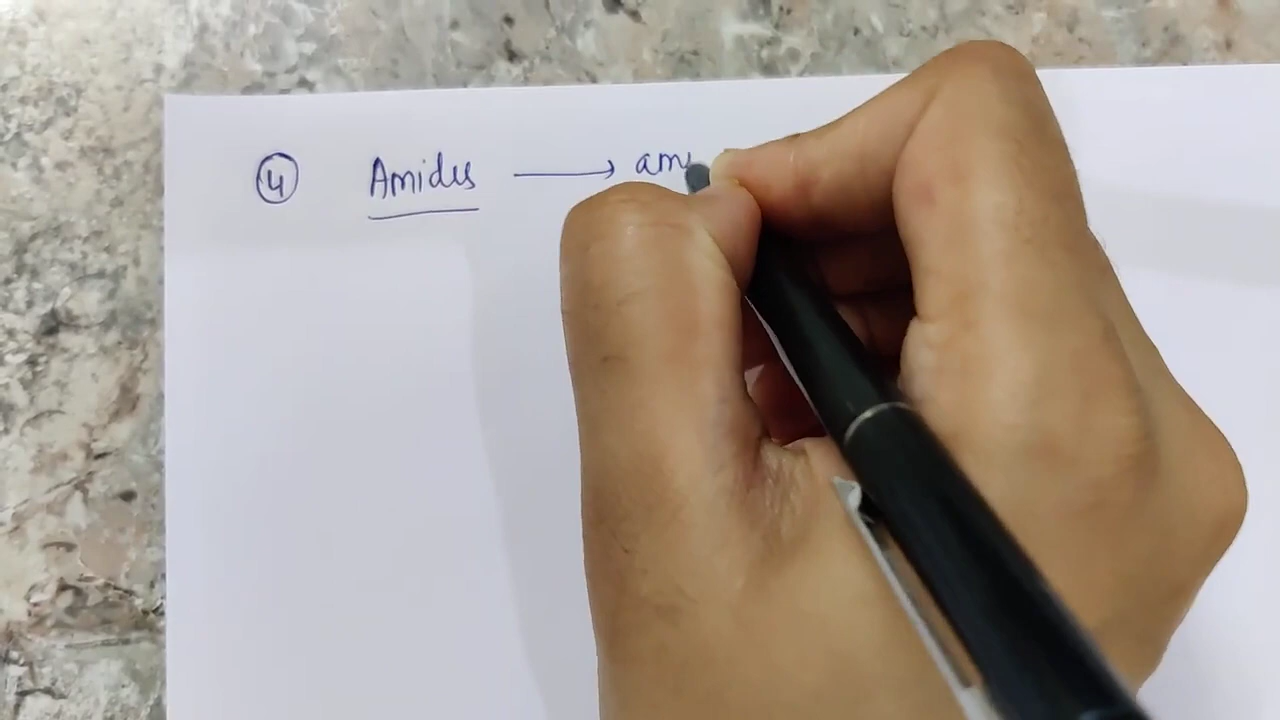 ④ Amides ⟶ am